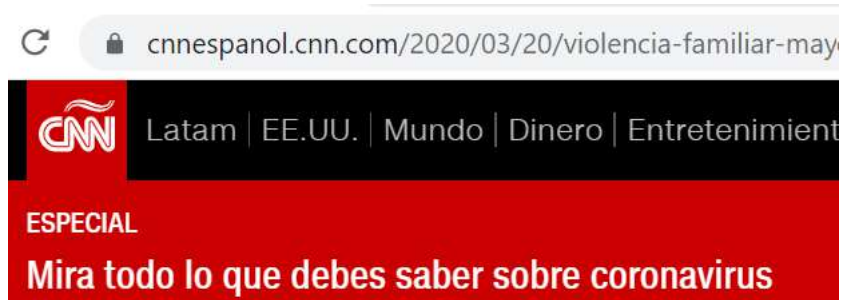 cnnespanol.cnn.com/2020/03/20/violencia-familiar-may
CNN Latam | EE.UU. | Mundo | Dinero | Entretenimient
ESPECIAL
Mira todo lo que debes saber sobre coronavirus